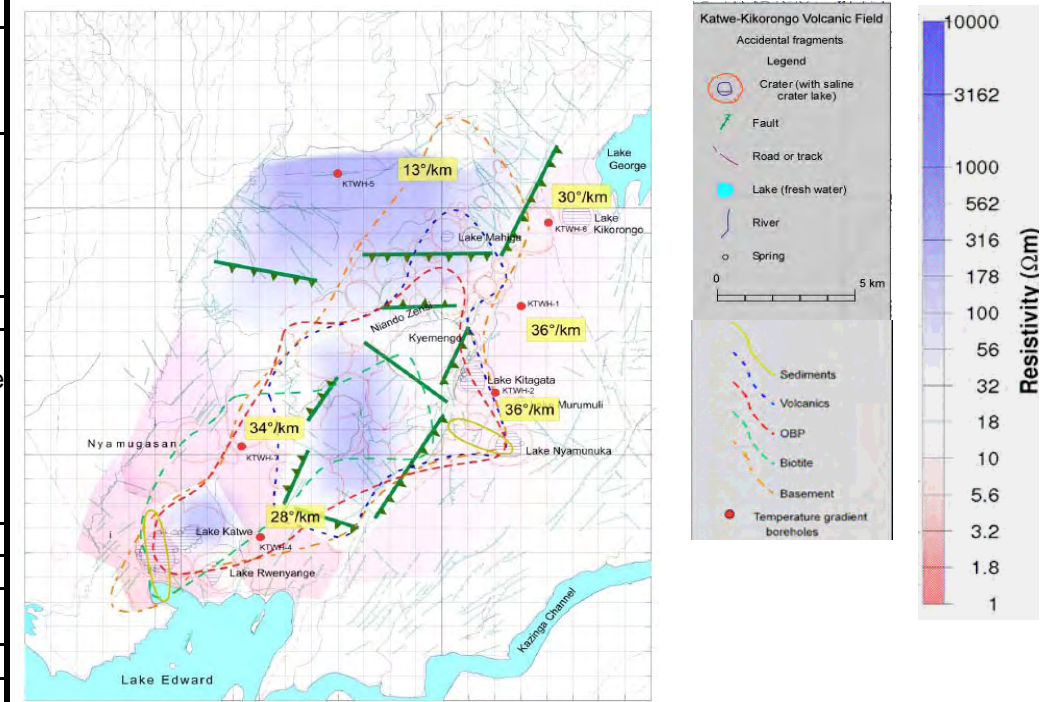 Lake
George
13°/km
KTWH-5
30°/km
Lake
Kikorongo
KTWH-6
Lake Mahiga
KTWH-1
Niando Zensi
36°/km
Kyemengo
Lake Kitagata
KTWH-2
36°/km
Murumuli
34°/km
Nyamugasan
i
Lake Nyamunuka
28°/km
Lake Katwe
KTWH-4
Lake Rwenyange
Kazinga Channel
Lake Edward
Katwe-Kikorongo Volcanic Field
Accidental fragments
Legend
Crater (with saline
crater lake)
Fault
Road or track
Lake (fresh water)
River
Spring
0
5 km
Sediments
Volcanics
OBP
Biotite
Basement
Temperature gradient
boreholes
10000
3162
1000
562
316
178
100
56
32
18
10
5.6
3.2
1.8
1
Resistivity (Ωm)